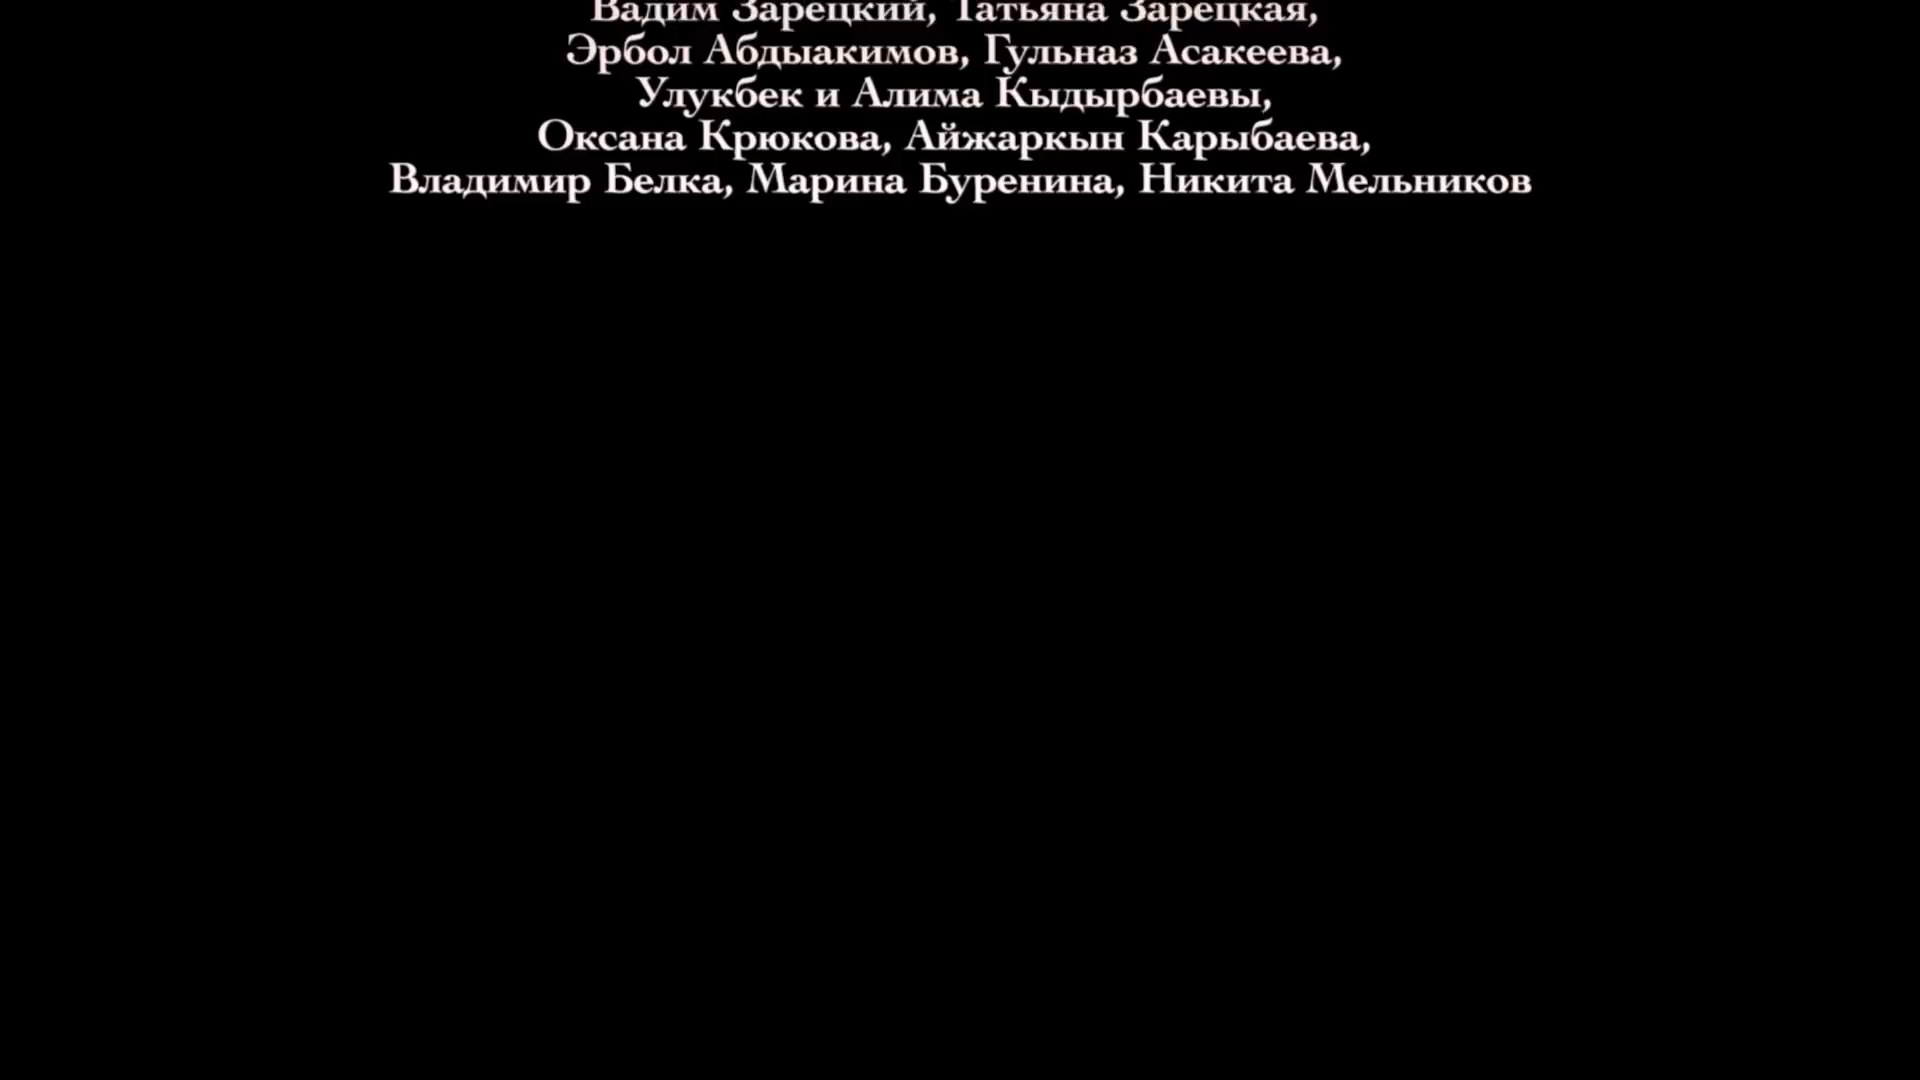 Вадим Зарецкий, Татьяна Зарецкая,
Эрбол Абдыакимов, Гульназ Асакеева,
Улукбек и Алима Кыдырбаевы,
Оксана Крюкова, Айжаркын Карыбаева,
Владимир Белка, Марина Буренина, Никита Мельников